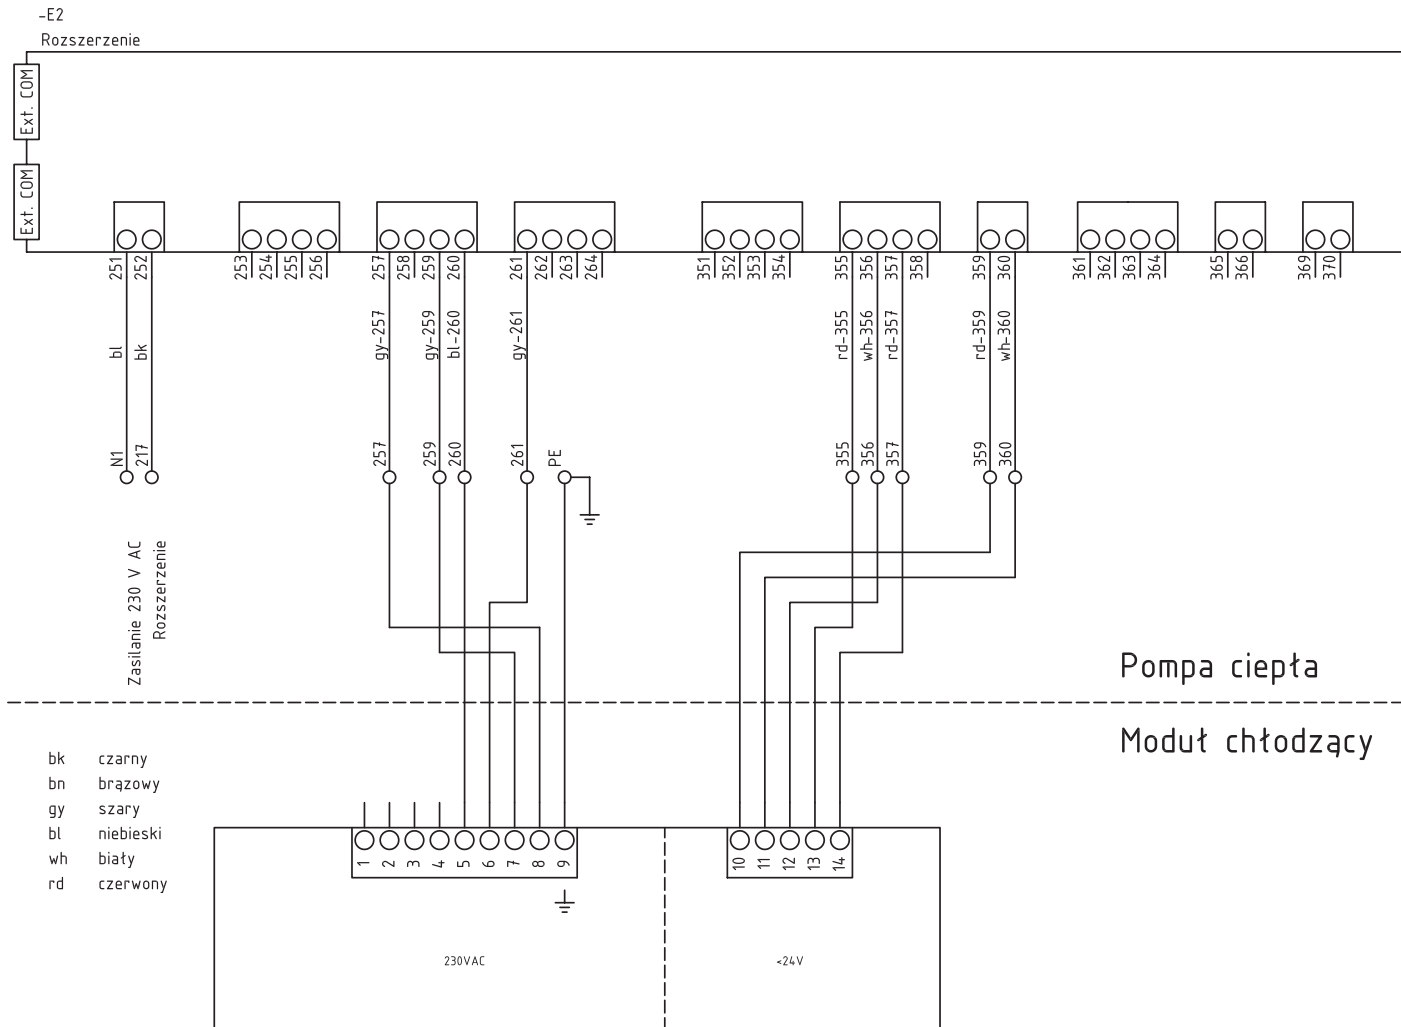 -E2
Rozszerzenie
Ext. COM
Ext. COM
251 252 253 254 255 256 257 258 259 260 261 262 263 264 351 352 353 354 355 356 357 358 359 360 361 362 363 364 365 366 369 370
bl bk gy-257 gy-259 bl-260 gy-261 rd-355 wh-356 rd-357 rd-359 wh-360
N1 217 257 259 260 261 PE 355 356 357 359 360
Zasilanie 230 V AC
Rozszerzenie
Pompa ciepła
Moduł chłodzący
bk czarny
bn brązowy
gy szary
bl niebieski
wh biały
rd czerwony
1 2 3 4 5 6 7 8 9 10 11 12 13 14
230VAC <24V